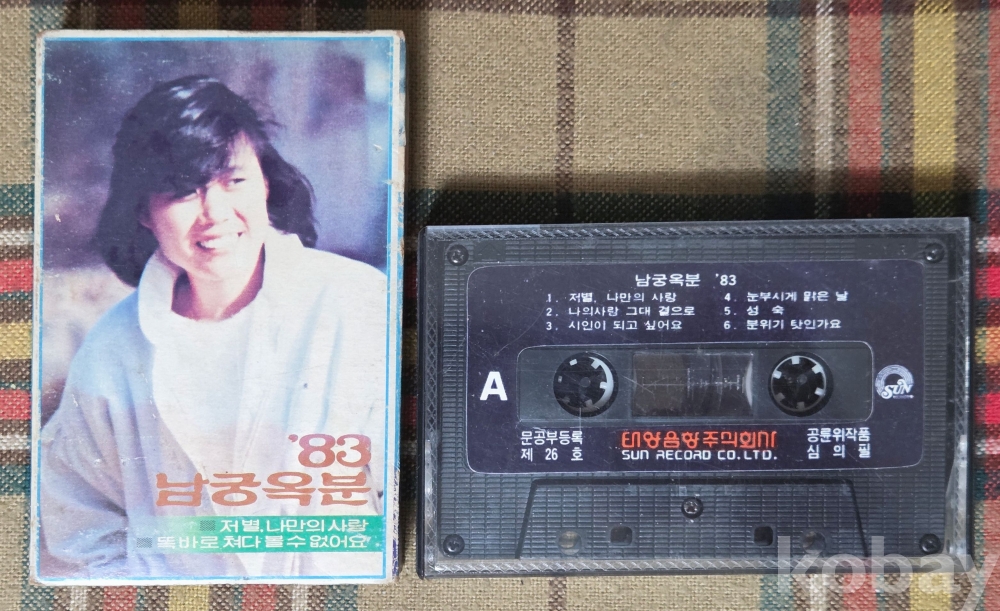 '83
남궁옥분
저별, 나만의 사랑
똑바로 쳐다 볼 수 없어요
남궁옥분 '83
1. 저별, 나만의 사랑
2. 나의사랑 그대 곁으로
3. 시인이 되고 싶어요
4. 눈부시게 맑은 날
5. 성 숙
6. 분위기 탓인가요
A
SUN
문공부등록
제 26 호
태양음향주식회사
SUN RECORD CO. LTD.
공륜위작품
심 의 필
kobay